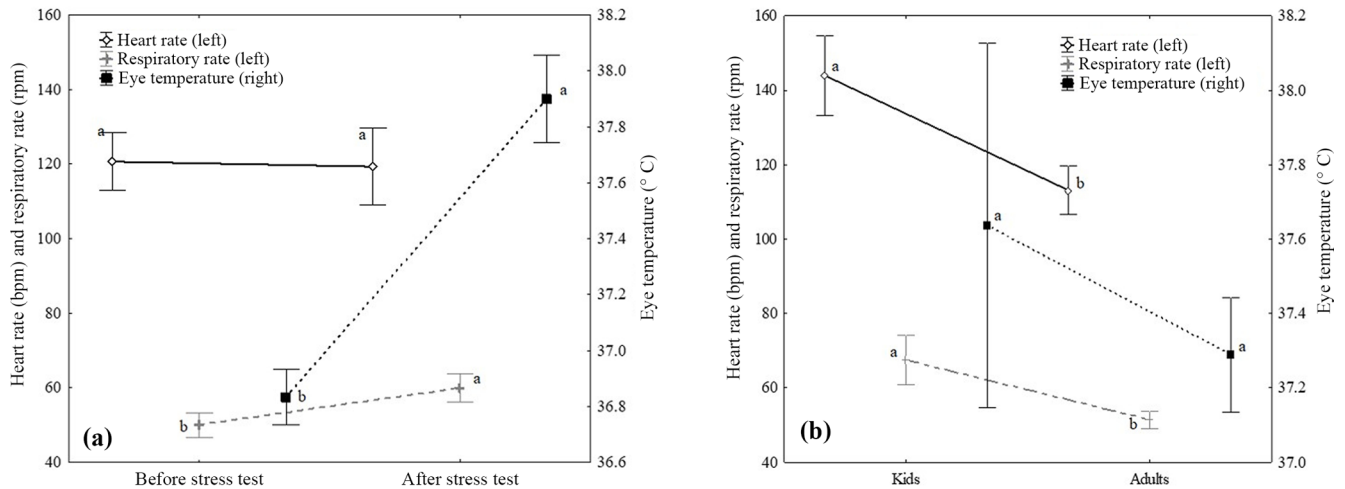 160
140
120
100
80
60
40
Heart rate (bpm) and respiratory rate (rpm)
Heart rate (left)
Respiratory rate (left)
Eye temperature (right)
a
a
a
b
b
a
(a)
Before stress test
After stress test
38.2
38.0
37.8
37.6
37.4
37.2
37.0
36.8
36.6
Eye temperature (° C)
160
140
120
100
80
60
40
Heart rate (bpm) and respiratory rate (rpm)
Heart rate (left)
Respiratory rate (left)
Eye temperature (right)
a
b
a
a
a
b
(b)
Kids
Adults
38.2
38.0
37.8
37.6
37.4
37.2
37.0
Eye temperature (° C)